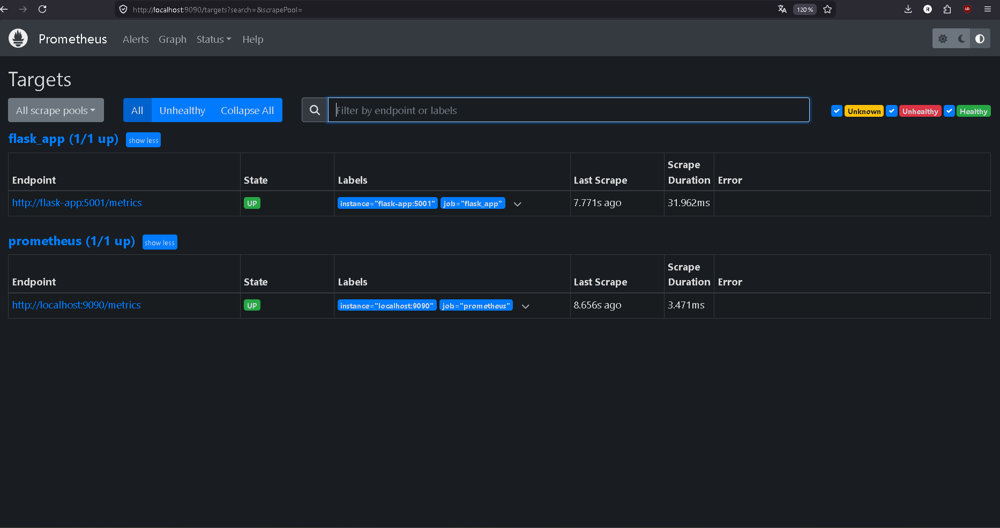 http://localhost:9090/targets?search=&scrapePool=
120%
Prometheus Alerts Graph Status Help
Targets
All scrape pools All Unhealthy Collapse All Filter by endpoint or labels Unknown Unhealthy Healthy
flask_app (1/1 up) show less
Endpoint State Labels Last Scrape Scrape Duration Error
http://flask-app:5001/metrics UP instance="flask-app:5001" job="flask_app" 7.771s ago 31.962ms
prometheus (1/1 up) show less
Endpoint State Labels Last Scrape Scrape Duration Error
http://localhost:9090/metrics UP instance="localhost:9090" job="prometheus" 8.656s ago 3.471ms